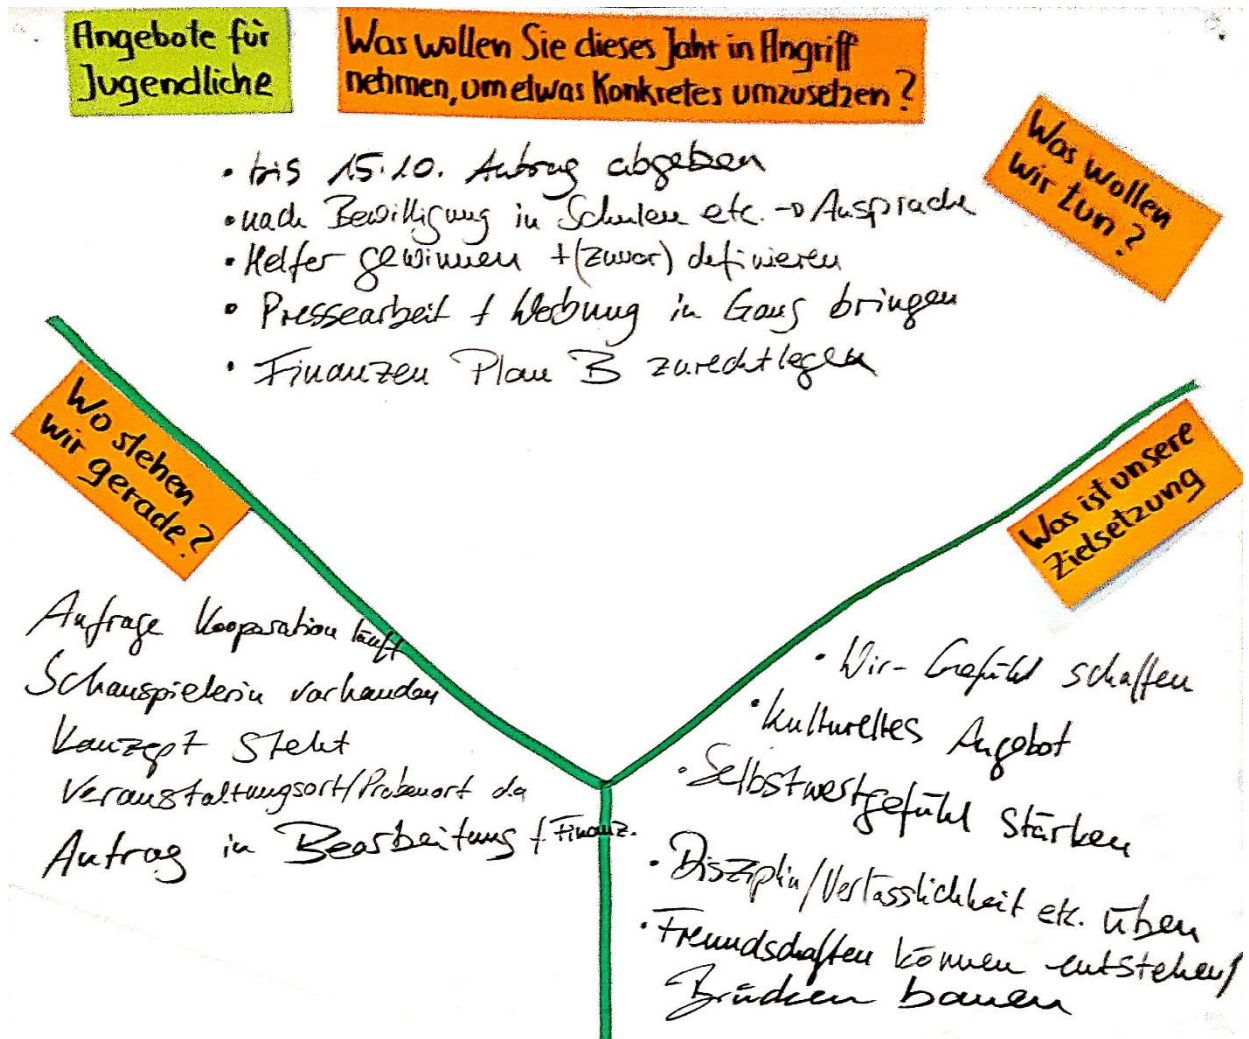 Angebote für
Jugendliche
Was wollen Sie dieses Jahr in Angriff
nehmen, um etwas Konkretes umzusetzen?
Was wollen
wir tun?
• bis 15.10. Antrag abgeben
• nach Bewilligung in Schulen etc. → Ansprache
• Helfer gewinnen + (zuvor) definieren
• Pressearbeit + Werbung in Gang bringen
• Finanzen Plan B zurechtlegen
Wo stehen
wir gerade?
Anfrage Kooperation läuft
Schauspielerin vorhanden
Konzept steht
Veranstaltungsort/Probenort da
Antrag in Bearbeitung + Finanz.
Was ist unsere
Zielsetzung
• Wir-Gefühl schaffen
• kulturelles Angebot
• Selbstwertgefühl stärken
• Disziplin/Verlässlichkeit etc. üben
• Freundschaften können entstehen/
Brücken bauen